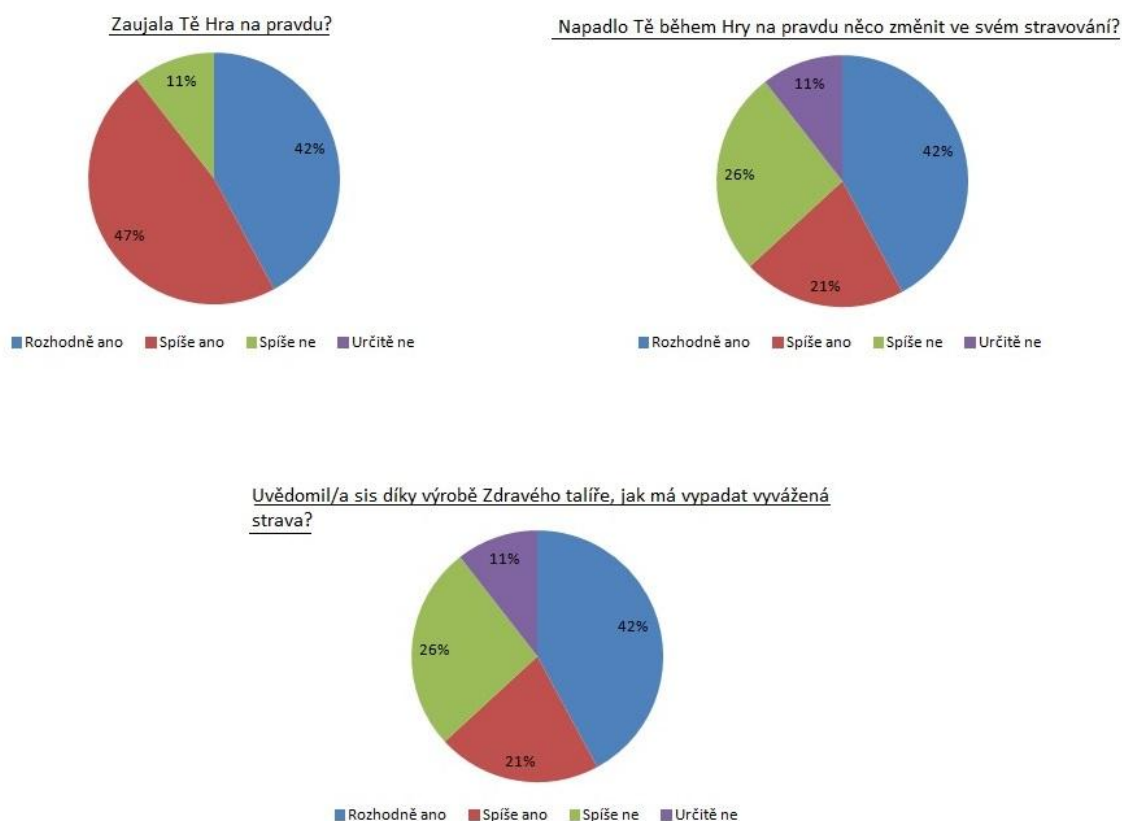 Zaujala Tě Hra na pravdu?
11%
42%
47%
Rozhodně ano Spíše ano Spíše ne Určitě ne
Napadlo Tě během Hry na pravdu něco změnit ve svém stravování?
11%
42%
26%
21%
Rozhodně ano Spíše ano Spíše ne Určitě ne
Uvědomil/a sis díky výrobě Zdravého talíře, jak má vypadat vyvážená
strava?
11%
42%
26%
21%
Rozhodně ano Spíše ano Spíše ne Určitě ne